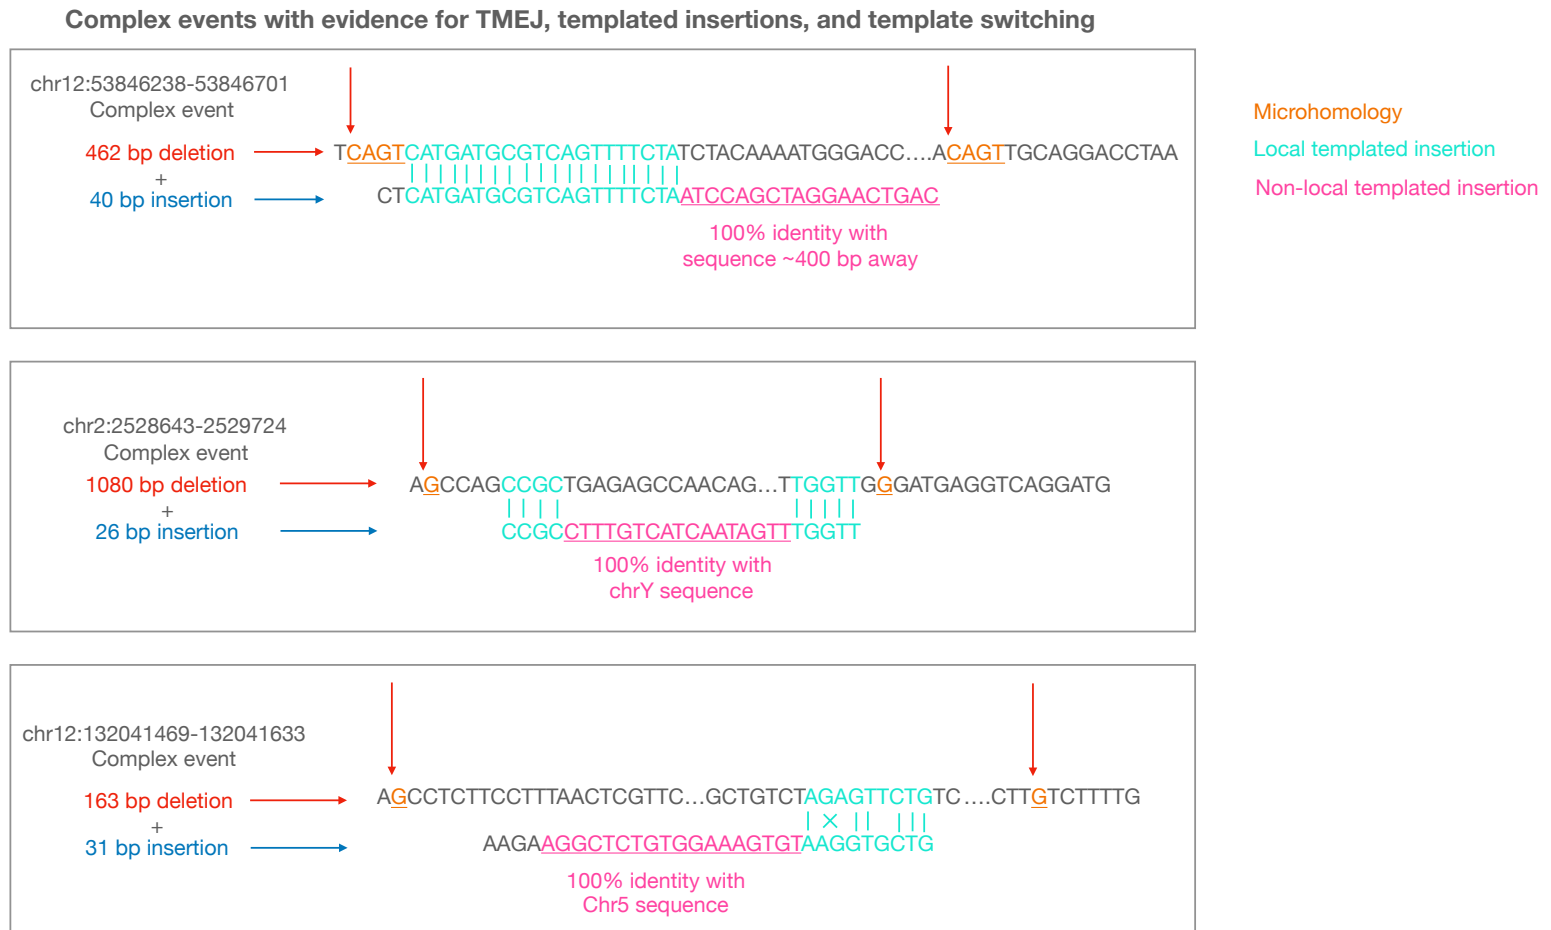 Complex events with evidence for TMEJ, templated insertions, and template switching
chr12:53846238-53846701
Complex event
462 bp deletion
+
40 bp insertion
TCAGTCATGATGCGTCAGTTTTCTATCTACAAAATGGGACC....ACAGTTGCAGGACCTAA
CTCATGATGCGTCAGTTTTCTAATCCAGCTAGGAACTGAC
100% identity with
sequence ~400 bp away
Microhomology
Local templated insertion
Non-local templated insertion
chr2:2528643-2529724
Complex event
1080 bp deletion
+
26 bp insertion
AGCCAGCCGCTGAGAGCCAACAG...TTGGTTGGGATGAGGTCAGGATG
CCGCCTTTGTCATCAATAGTTTGGTT
100% identity with
chrY sequence
chr12:132041469-132041633
Complex event
163 bp deletion
+
31 bp insertion
AGCCTCTTCCTTTAACTCGTTC...GCTGTCTAGAGTTCTGTC....CTTGTCTTTTG
AAGAAGGCTCTGTGGAAAGTGTAAGGTGCTG
100% identity with
Chr5 sequence